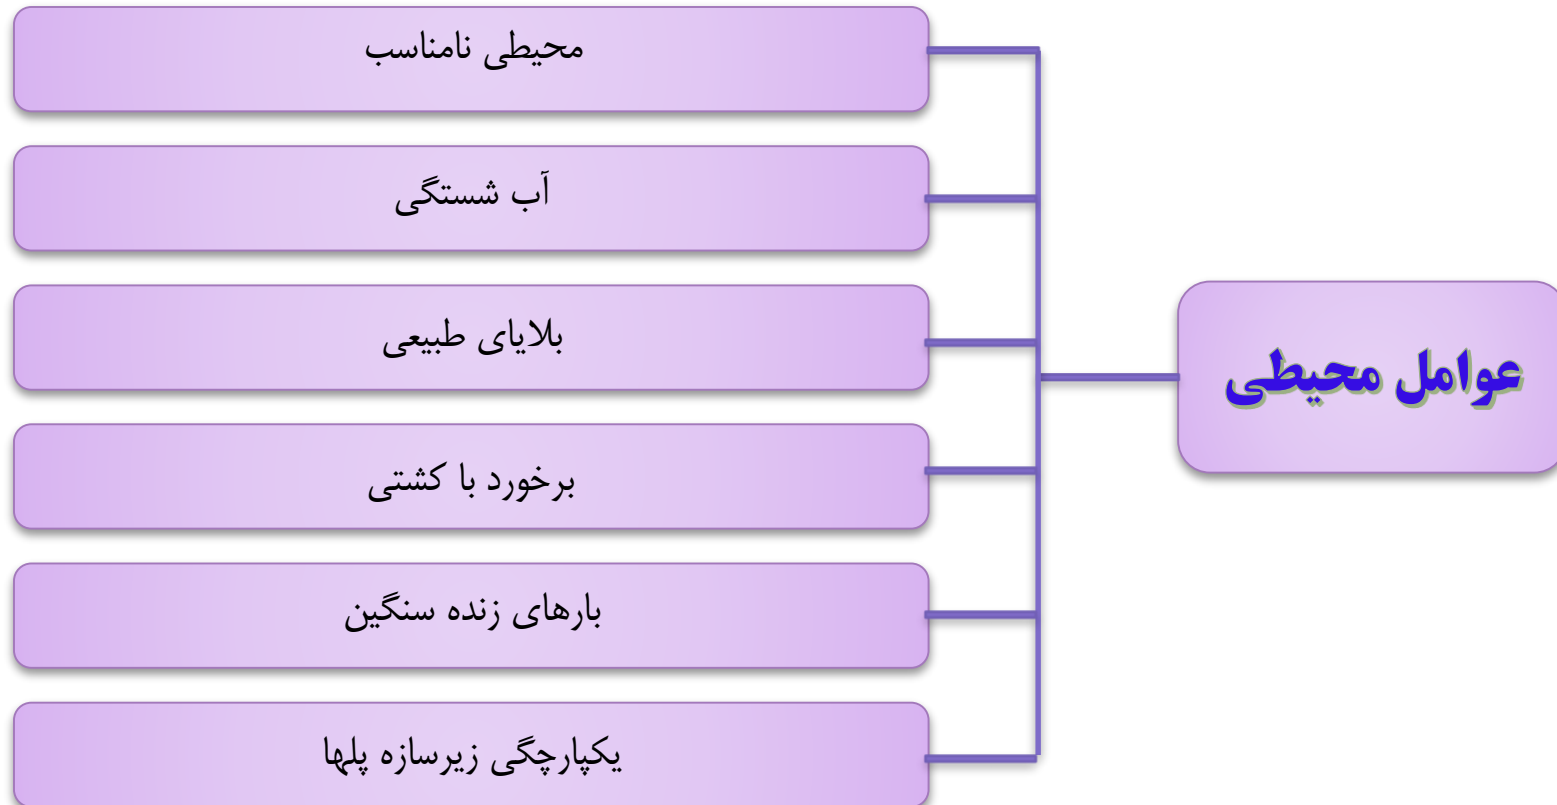 عوامل محیطی
محیطی نامناسب
آب شستگی
بلایای طبیعی
برخورد با کشتی
بارهای زنده سنگین
یکپارچگی زیرسازه پلها